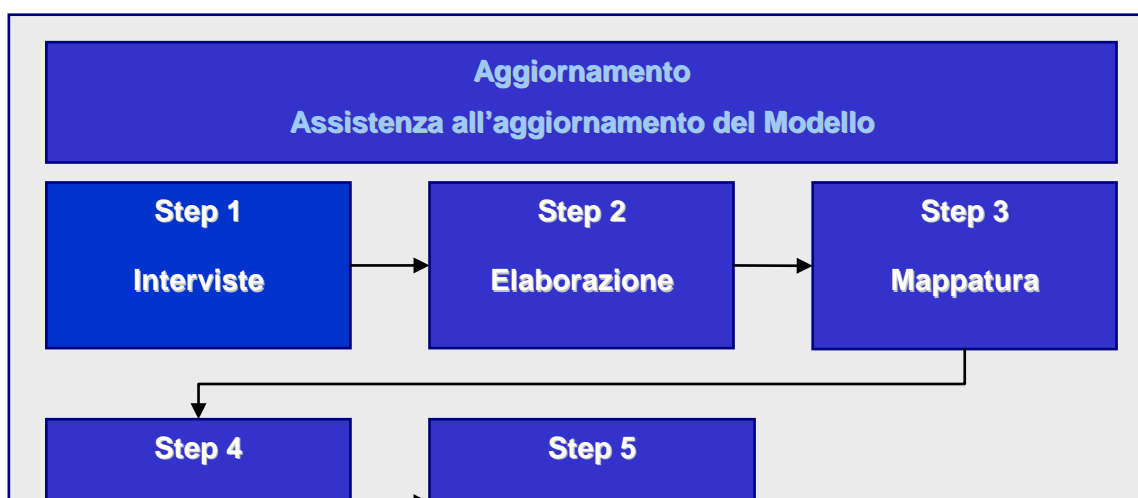 Aggiornamento
Assistenza all'aggiornamento del Modello
Step 1
Interviste
Step 2
Elaborazione
Step 3
Mappatura
Step 4
Step 5